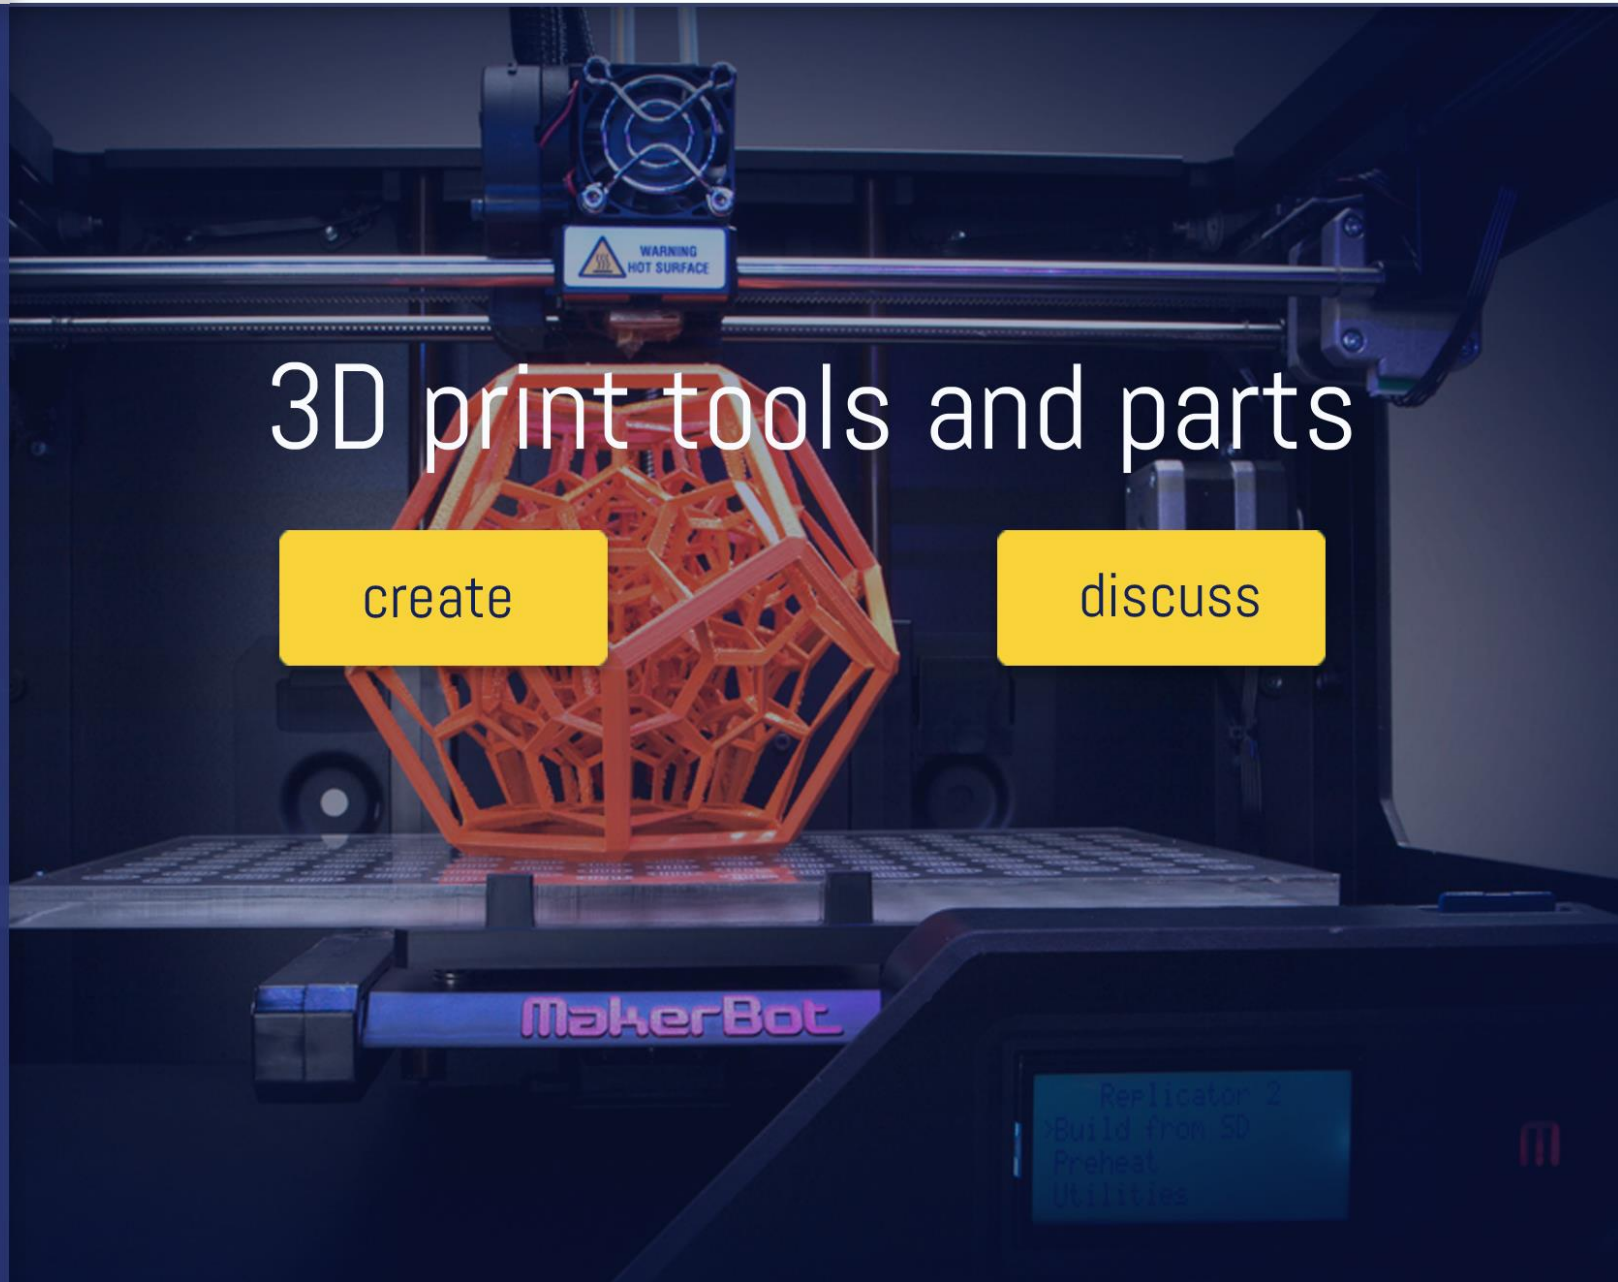 WARNING
HOT SURFACE
3D print tools and parts
create
discuss
MakerBot
Replicator 2
>Build from SD
Preheat
Utilities